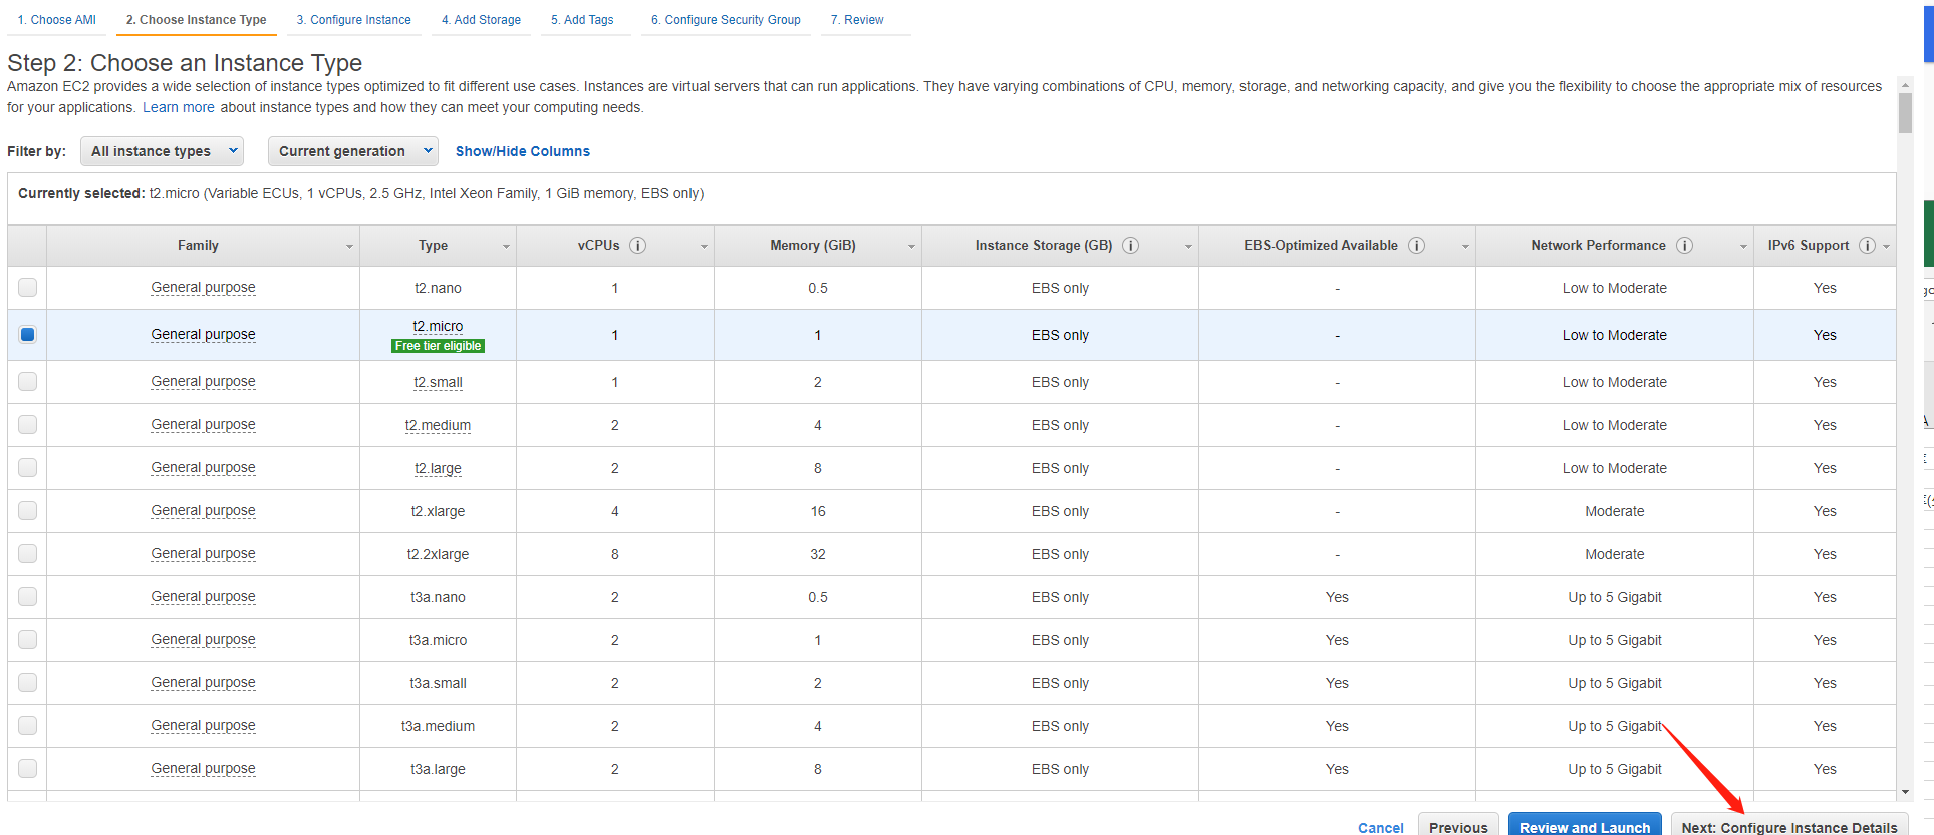 1. Choose AMI 2. Choose Instance Type 3. Configure Instance 4. Add Storage 5. Add Tags 6. Configure Security Group 7. Review
Step 2: Choose an Instance Type
Amazon EC2 provides a wide selection of instance types optimized to fit different use cases. Instances are virtual servers that can run applications. They have varying combinations of CPU, memory, storage, and networking capacity, and give you the flexibility to choose the appropriate mix of resources
for your applications. Learn more about instance types and how they can meet your computing needs.
Filter by: All instance types Current generation Show/Hide Columns
Currently selected: t2.micro (Variable ECUs, 1 vCPUs, 2.5 GHz, Intel Xeon Family, 1 GiB memory, EBS only)
Family Type vCPUs i Memory (GiB) Instance Storage (GB) i EBS-Optimized Available i Network Performance i IPv6 Support i
General purpose t2.nano 1 0.5 EBS only - Low to Moderate Yes
General purpose t2.micro 1 1 EBS only - Low to Moderate Yes
Free tier eligible
General purpose t2.small 1 2 EBS only - Low to Moderate Yes
General purpose t2.medium 2 4 EBS only - Low to Moderate Yes
General purpose t2.large 2 8 EBS only - Low to Moderate Yes
General purpose t2.xlarge 4 16 EBS only - Moderate Yes
General purpose t2.2xlarge 8 32 EBS only - Moderate Yes
General purpose t3a.nano 2 0.5 EBS only Yes Up to 5 Gigabit Yes
General purpose t3a.micro 2 1 EBS only Yes Up to 5 Gigabit Yes
General purpose t3a.small 2 2 EBS only Yes Up to 5 Gigabit Yes
General purpose t3a.medium 2 4 EBS only Yes Up to 5 Gigabit Yes
General purpose t3a.large 2 8 EBS only Yes Up to 5 Gigabit Yes
Cancel Previous Review and Launch Next: Configure Instance Details